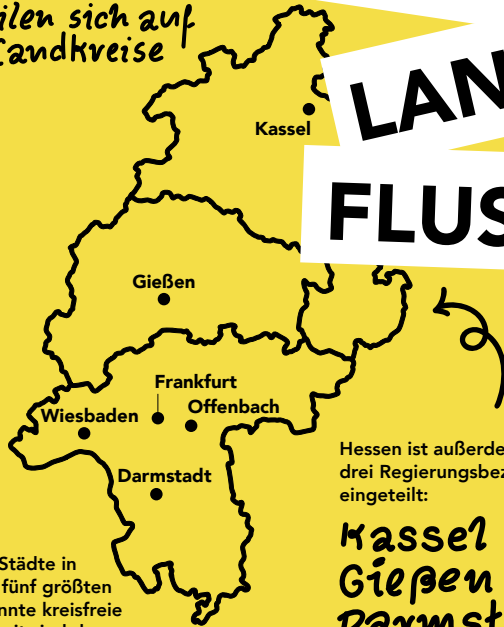 ilen sich auf
Landkreise
LAN
FLUS
Kassel
Gießen
Frankfurt
Offenbach
Wiesbaden
Darmstadt
Hessen ist außerde
drei Regierungsbez
eingeteilt:
Kassel
Gießen
Darmst
Städte in
fünf größten
nnte kreisfreie